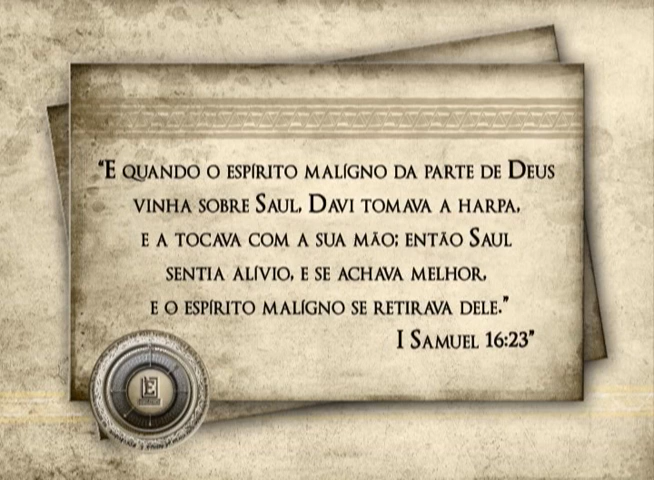 "E QUANDO O ESPÍRITO MALÍGNO DA PARTE DE DEUS
VINHA SOBRE SAUL, DAVI TOMAVA A HARPA,
E A TOCAVA COM A SUA MÃO; ENTÃO SAUL
SENTIA ALÍVIO, E SE ACHAVA MELHOR,
E O ESPÍRITO MALÍGNO SE RETIRAVA DELE."
I SAMUEL 16:23"
E